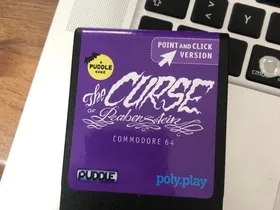 A
PUDDLE
GAME
POINT AND CLICK
VERSION
The CURSE
OF Rabenstein
COMMODORE 64
PUDDLE
poly.play